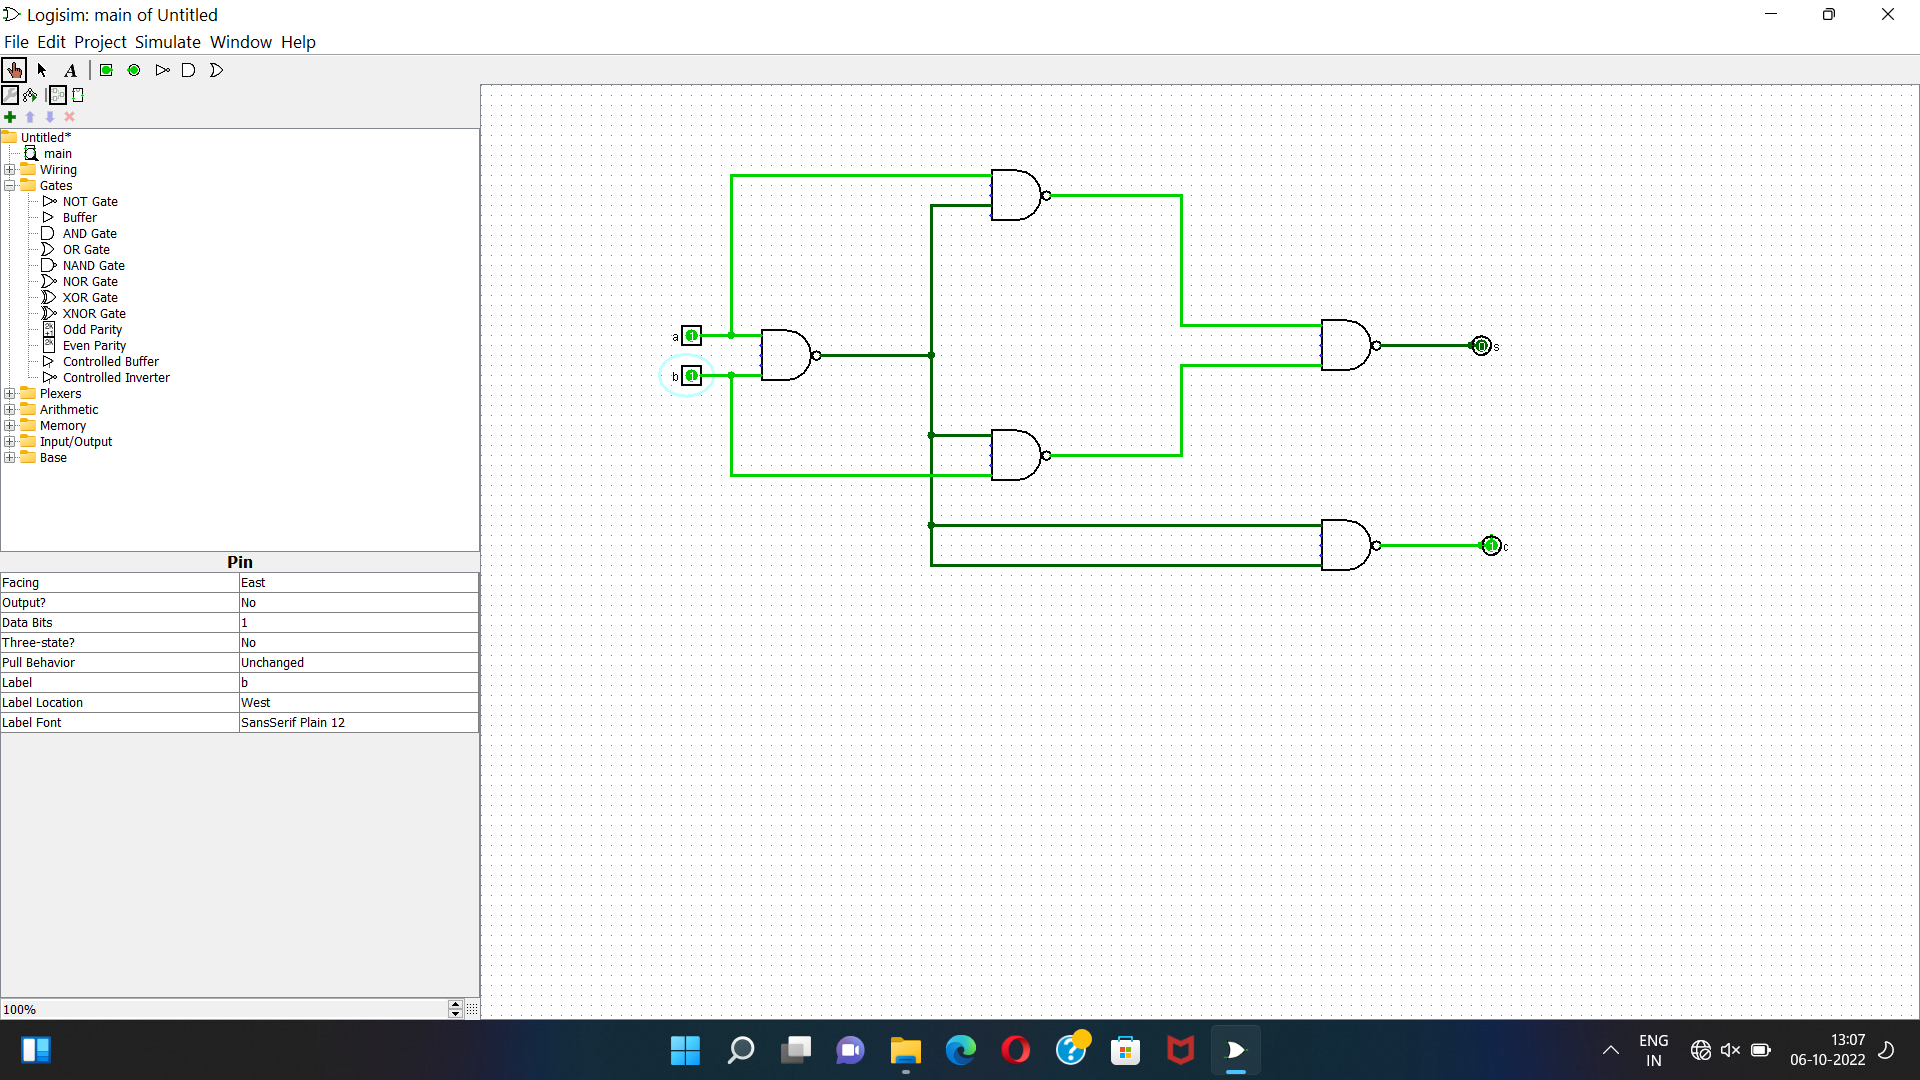 Logisim: main of Untitled
File Edit Project Simulate Window Help
A
Untitled*
main
Wiring
Gates
NOT Gate
Buffer
AND Gate
OR Gate
NAND Gate
NOR Gate
XOR Gate
XNOR Gate
Odd Parity
Even Parity
Controlled Buffer
Controlled Inverter
Plexers
Arithmetic
Memory
Input/Output
Base
Pin
Facing East
Output? No
Data Bits 1
Three-state? No
Pull Behavior Unchanged
Label b
Label Location West
Label Font SansSerif Plain 12
100%
a 1
b 1
0 s
1 c
ENG
IN
13:07
06-10-2022